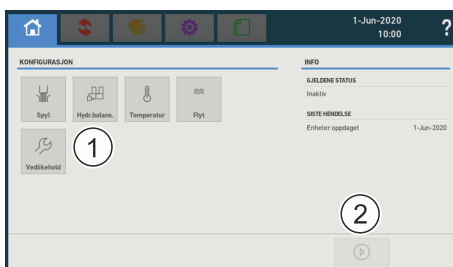 1-Jun-2020
10:00
?
KONFIGURASJON
Spyl
Hydr.balans.
Temperatur
Flyt
Vedlikehold
1
INFO
GJELDENE STATUS
Inaktiv
SISTE HENDELSE
Enheter oppdaget 1-Jun-2020
2